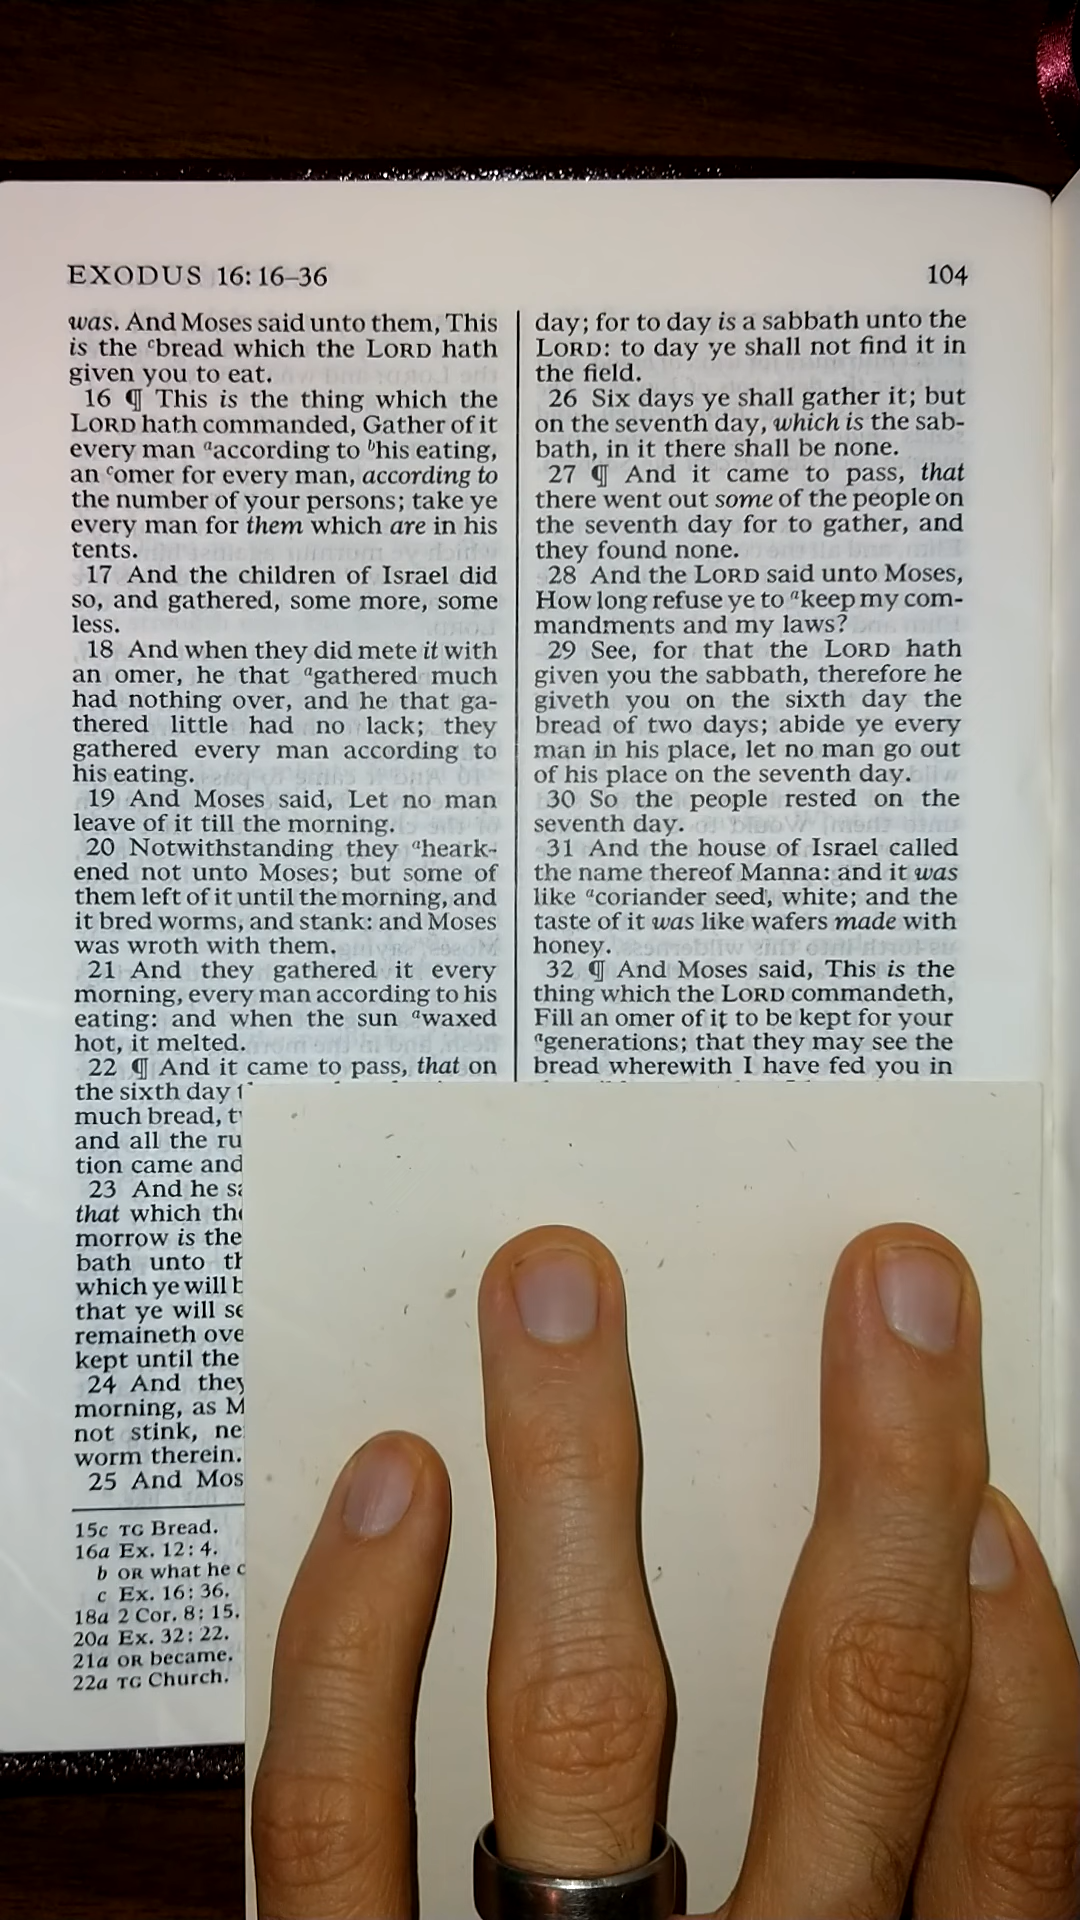 EXODUS 16:16–36
104
was. And Moses said unto them, This
is the cbread which the LORD hath
given you to eat.
16 ¶ This is the thing which the
LORD hath commanded, Gather of it
every man aaccording to bhis eating,
an comer for every man, according to
the number of your persons; take ye
every man for them which are in his
tents.
17 And the children of Israel did
so, and gathered, some more, some
less.
18 And when they did mete it with
an omer, he that agathered much
had nothing over, and he that ga-
thered little had no lack; they
gathered every man according to
his eating.
19 And Moses said, Let no man
leave of it till the morning.
20 Notwithstanding they aheark-
ened not unto Moses; but some of
them left of it until the morning, and
it bred worms, and stank: and Moses
was wroth with them.
21 And they gathered it every
morning, every man according to his
eating: and when the sun awaxed
hot, it melted.
22 ¶ And it came to pass, that on
the sixth day
much bread,
and all the
tion came and
23 And he
that which
morrow is the
bath unto
which ye will
that ye will
remaineth
kept until the
24 And they
morning, as
not stink,
worm therein.
25 And
15c TG Bread.
16a Ex. 12:4.
b OR what he
c Ex. 16:36.
18a 2 Cor. 8:15.
20a Ex. 32:22.
21a OR became.
22a TG Church.
day; for to day is a sabbath unto the
LORD: to day ye shall not find it in
the field.
26 Six days ye shall gather it; but
on the seventh day, which is the sab-
bath, in it there shall be none.
27 ¶ And it came to pass, that
there went out some of the people on
the seventh day for to gather, and
they found none.
28 And the LORD said unto Moses,
How long refuse ye to akeep my com-
mandments and my laws?
29 See, for that the LORD hath
given you the sabbath, therefore he
giveth you on the sixth day the
bread of two days; abide ye every
man in his place, let no man go out
of his place on the seventh day.
30 So the people rested on the
seventh day.
31 And the house of Israel called
the name thereof Manna: and it was
like acoriander seed, white; and the
taste of it was like wafers made with
honey.
32 ¶ And Moses said, This is the
thing which the LORD commandeth,
Fill an omer of it to be kept for your
agenerations; that they may see the
bread wherewith I have fed you in